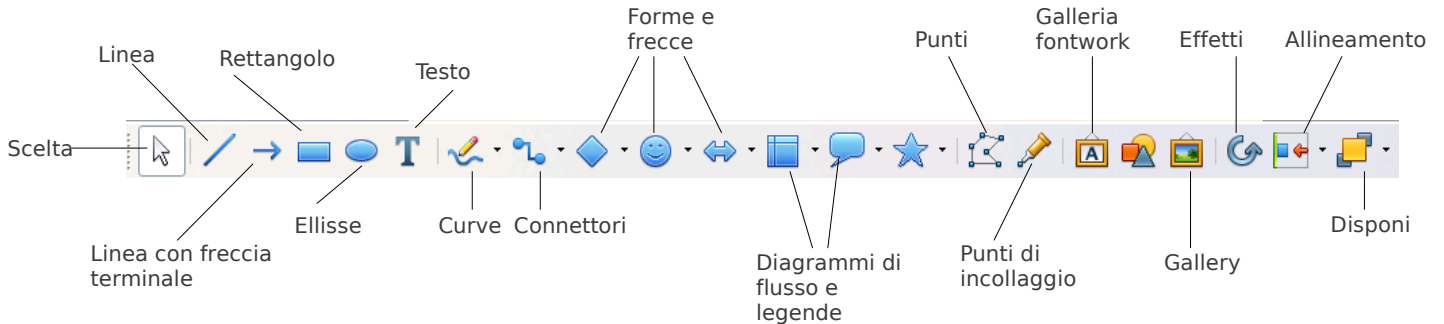 Forme e
frecce
Galleria
fontwork
Linea
Rettangolo
Testo
Punti
Effetti
Allineamento
Scelta
T
A
Ellisse
Curve
Connettori
Disponi
Linea con freccia
terminale
Diagrammi di
flusso e
legende
Punti di
incollaggio
Gallery